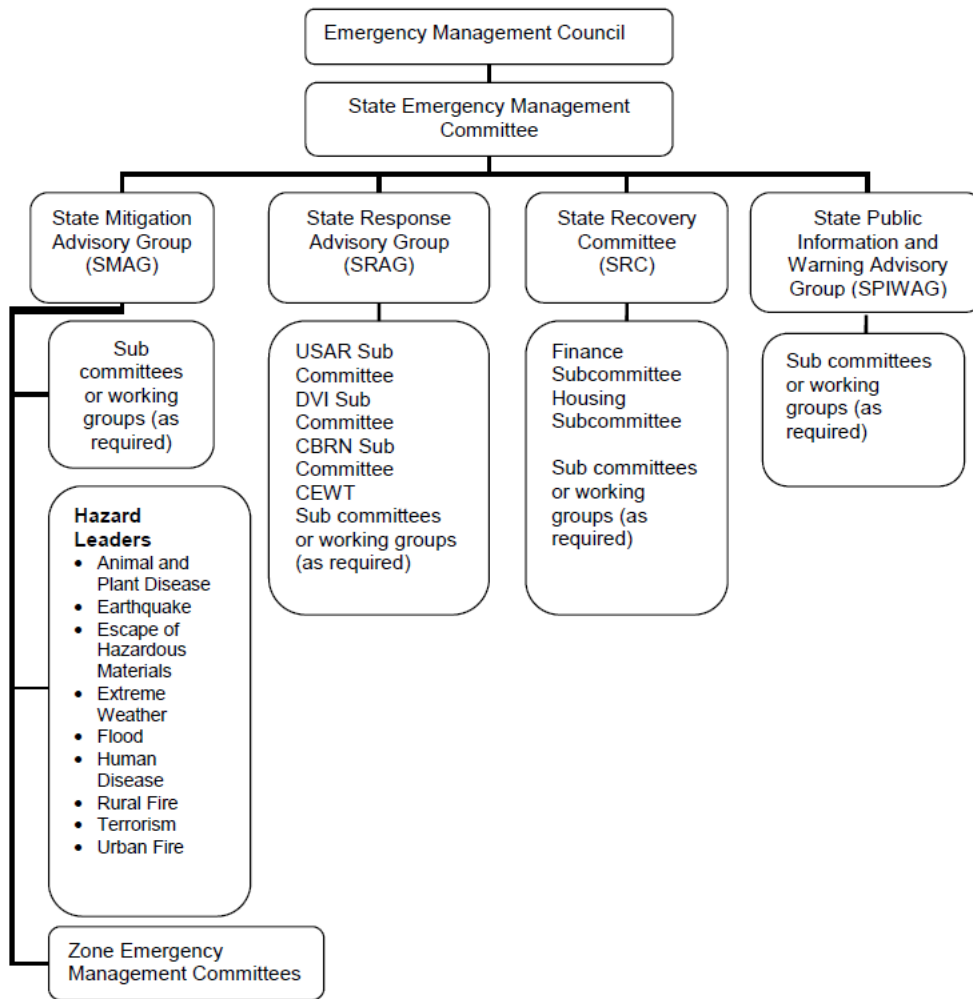 Emergency Management Council
State Emergency Management
Committee
State Mitigation
Advisory Group
(SMAG)
State Response
Advisory Group
(SRAG)
State Recovery
Committee
(SRC)
State Public
Information and
Warning Advisory
Group (SPIWAG)
Sub
committees
or working
groups (as
required)
USAR Sub
Committee
DVI Sub
Committee
CBRN Sub
Committee
CEWT
Sub committees
or working groups
(as required)
Finance
Subcommittee
Housing
Subcommittee
Sub committees
or working
groups (as
required)
Sub committees
or working
groups (as
required)
Hazard
Leaders
• Animal and
Plant Disease
• Earthquake
• Escape of
Hazardous
Materials
• Extreme
Weather
• Flood
• Human
Disease
• Rural Fire
• Terrorism
• Urban Fire
Zone Emergency
Management Committees